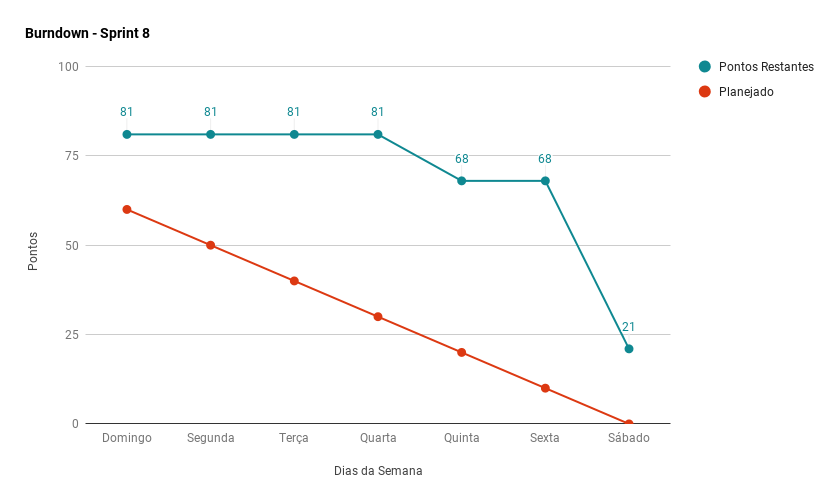 Burndown - Sprint 8
Pontos Restantes
Planejado
Pontos
100
75
50
25
0
81
81
81
81
68
68
21
Domingo
Segunda
Terça
Quarta
Quinta
Sexta
Sábado
Dias da Semana